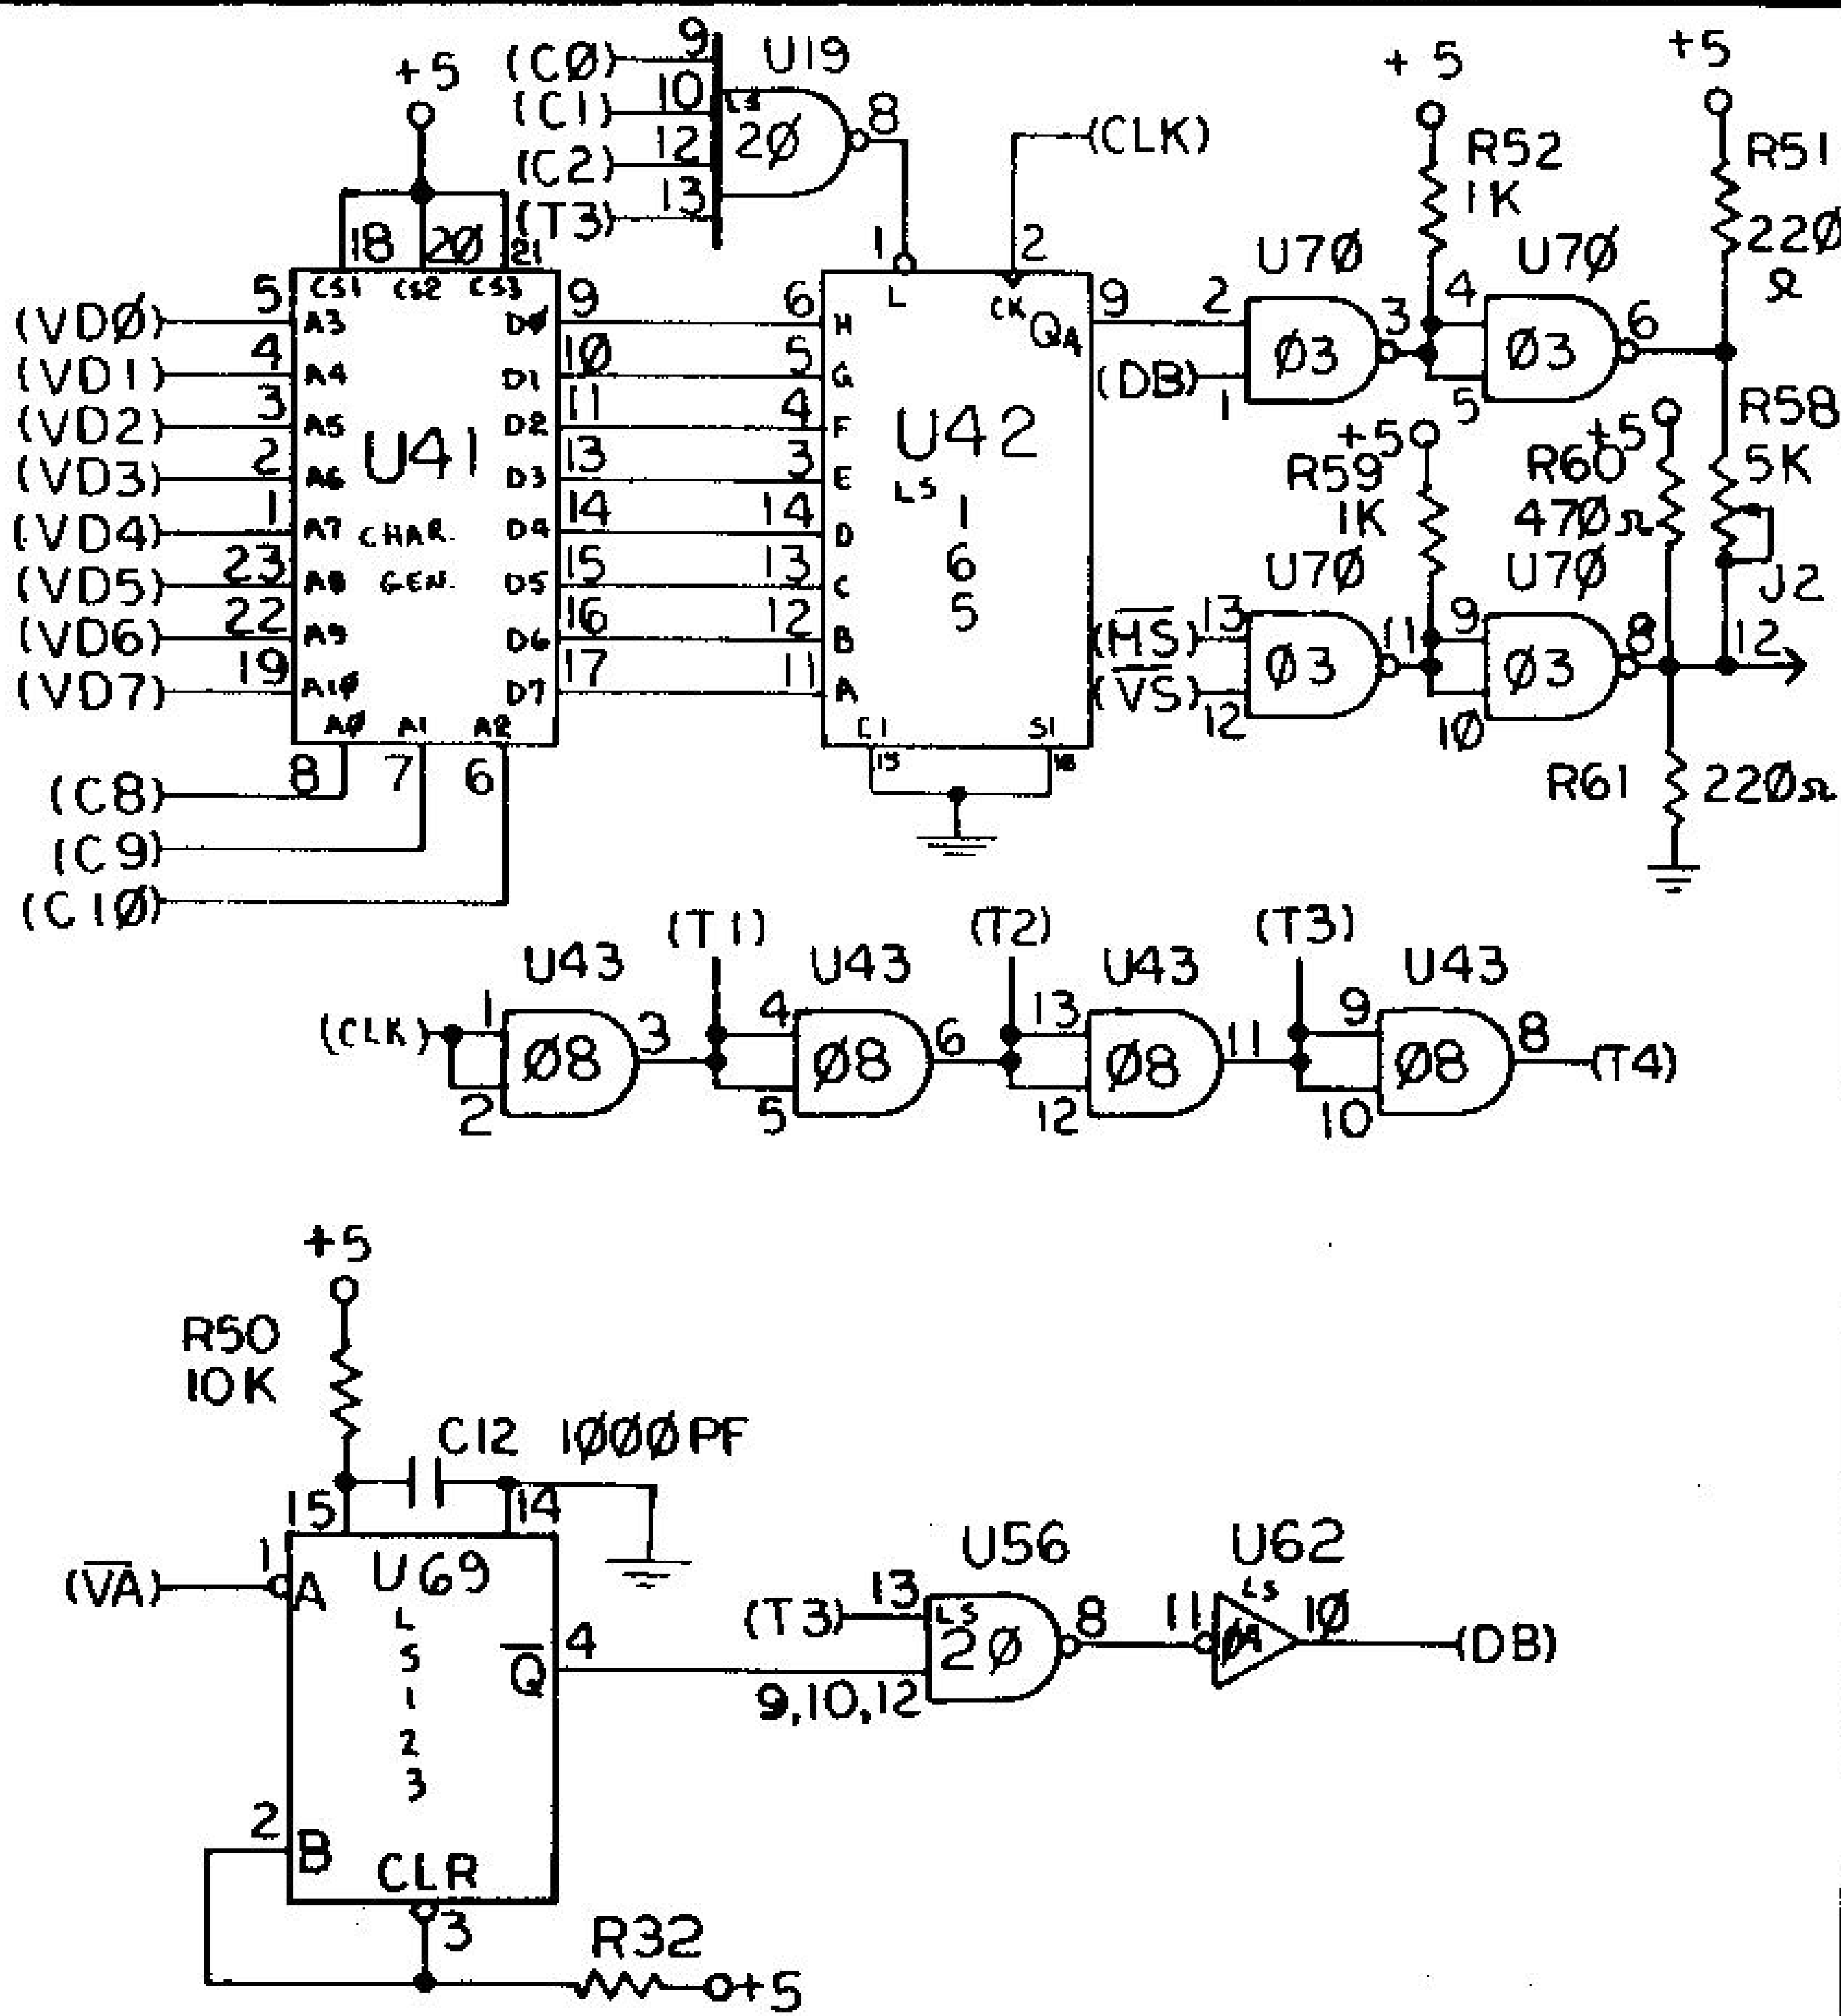 +5
(CØ) 9
(C1) 10
(C2) 12
(T3) 13
U19
LS
2Ø
8
(CLK)
+5
R52
1K
+5
R51
22Ø
Ω
18 2Ø 21
CS1 CS2 CS3
(VDØ) 5 A3
(VD1) 4 A4
(VD2) 3 A5
(VD3) 2 A6
(VD4) 1 A7
(VD5) 23 A8
(VD6) 22 A9
(VD7) 19 A1Ø
U41
CHAR.
GEN.
DØ 9
D1 1Ø
D2 11
D3 13
D4 14
D5 15
D6 16
D7 17
AØ A1 A2
8 7 6
(C8)
(C9)
(C1Ø)
1 2
L CK
6 H
5 G
4 F
3 E
14 D
13 C
12 B
11 A
QA 9
U42
LS
1
6
5
C1 S1
15
U7Ø
2
(DB) 1
Ø3
3
U7Ø
4
5
Ø3
6
+5
R59
1K
+5
R60
47ØΩ
R58
5K
J2
12
U7Ø
(HS) 13
(VS) 12
Ø3
11
U7Ø
9
1Ø
Ø3
8
R61 22ØΩ
(T1) (T2) (T3)
U43 U43 U43 U43
(CLK) 1 2 Ø8 3
4 5 Ø8 6
13 12 Ø8 11
9 10 Ø8 8 (T4)
+5
R50
10K
C12 1ØØØPF
15 14
(VA) 1 A
U69
L
S
1
2
3
Q 4
2 B
CLR
3
R32
+5
U56
(T3) 13
LS
2Ø
9,10,12
8
U62
LS
11
1Ø
(DB)